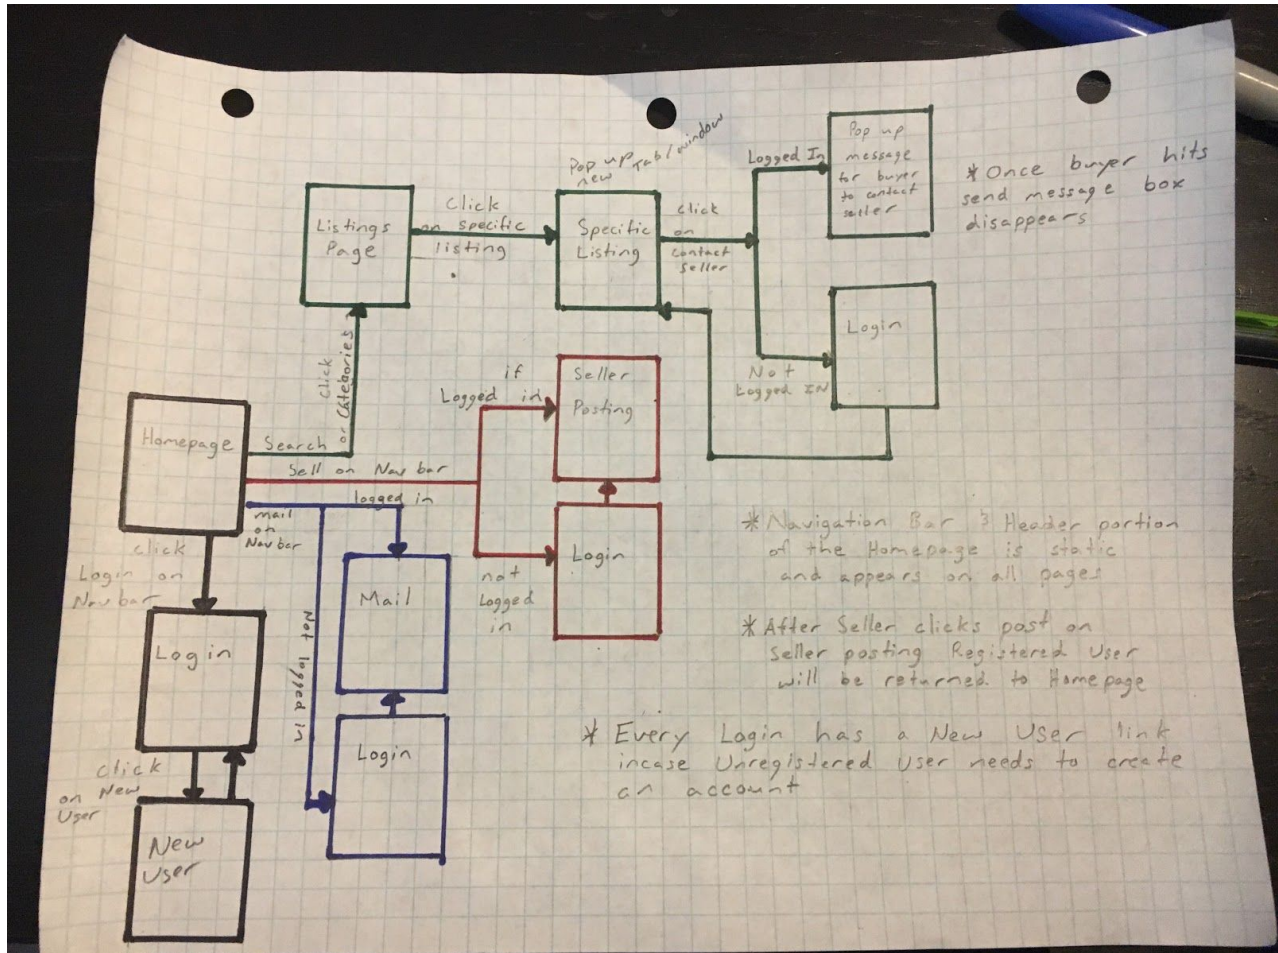 Pop up
new Tab/window
Logged In
Pop up
message
for buyer
to contact
seller
*Once buyer hits
send message box
disappears
Listings
Page
Click
on specific
listing
Specific
Listing
Click
on
contact
seller
Login
Not
Logged IN
Click
or Categories
if
Logged in
Seller
Posting
Homepage
Search
Sell on Nav bar
logged in
mail
on
Nav bar
click
Login on
Nav bar
Login
not
Logged
in
Mail
Not logged in
Login
Login
click
on New
User
New
User
*Navigation Bar & Header portion
of the Homepage is static
and appears on all pages
*After Seller clicks post on
Seller posting Registered User
will be returned to Homepage
* Every Login has a New User link
incase Unregistered User needs to create
an account